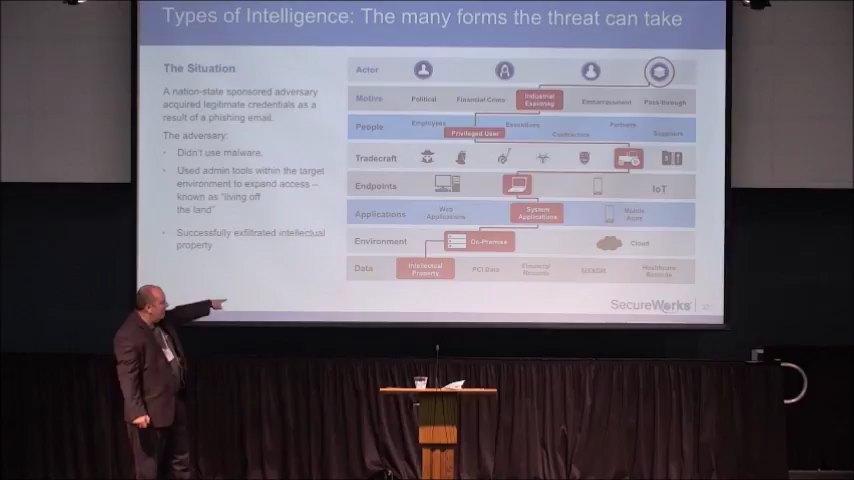 Types of Intelligence: The many forms the threat can take
The Situation
A nation-state sponsored adversary
acquired legitimate credentials as a
result of a phishing email.
The adversary:
• Didn't use malware.
• Used admin tools within the target
environment to expand access –
known as "living off
the land"
• Successfully exfiltrated intellectual
property
Actor
Motive
Political
Financial Crime
Industrial
Espionage
Embarrassment
Pass-through
People
Employees
Privileged User
Executives
Contractors
Partners
Suppliers
Tradecraft
Endpoints
IoT
Applications
Web
Applications
System
Applications
Mobile
Apps
Environment
On-Premise
Cloud
Data
Intellectual
Property
PCI Data
Financial
Records
Healthcare
Records
SecureWorks